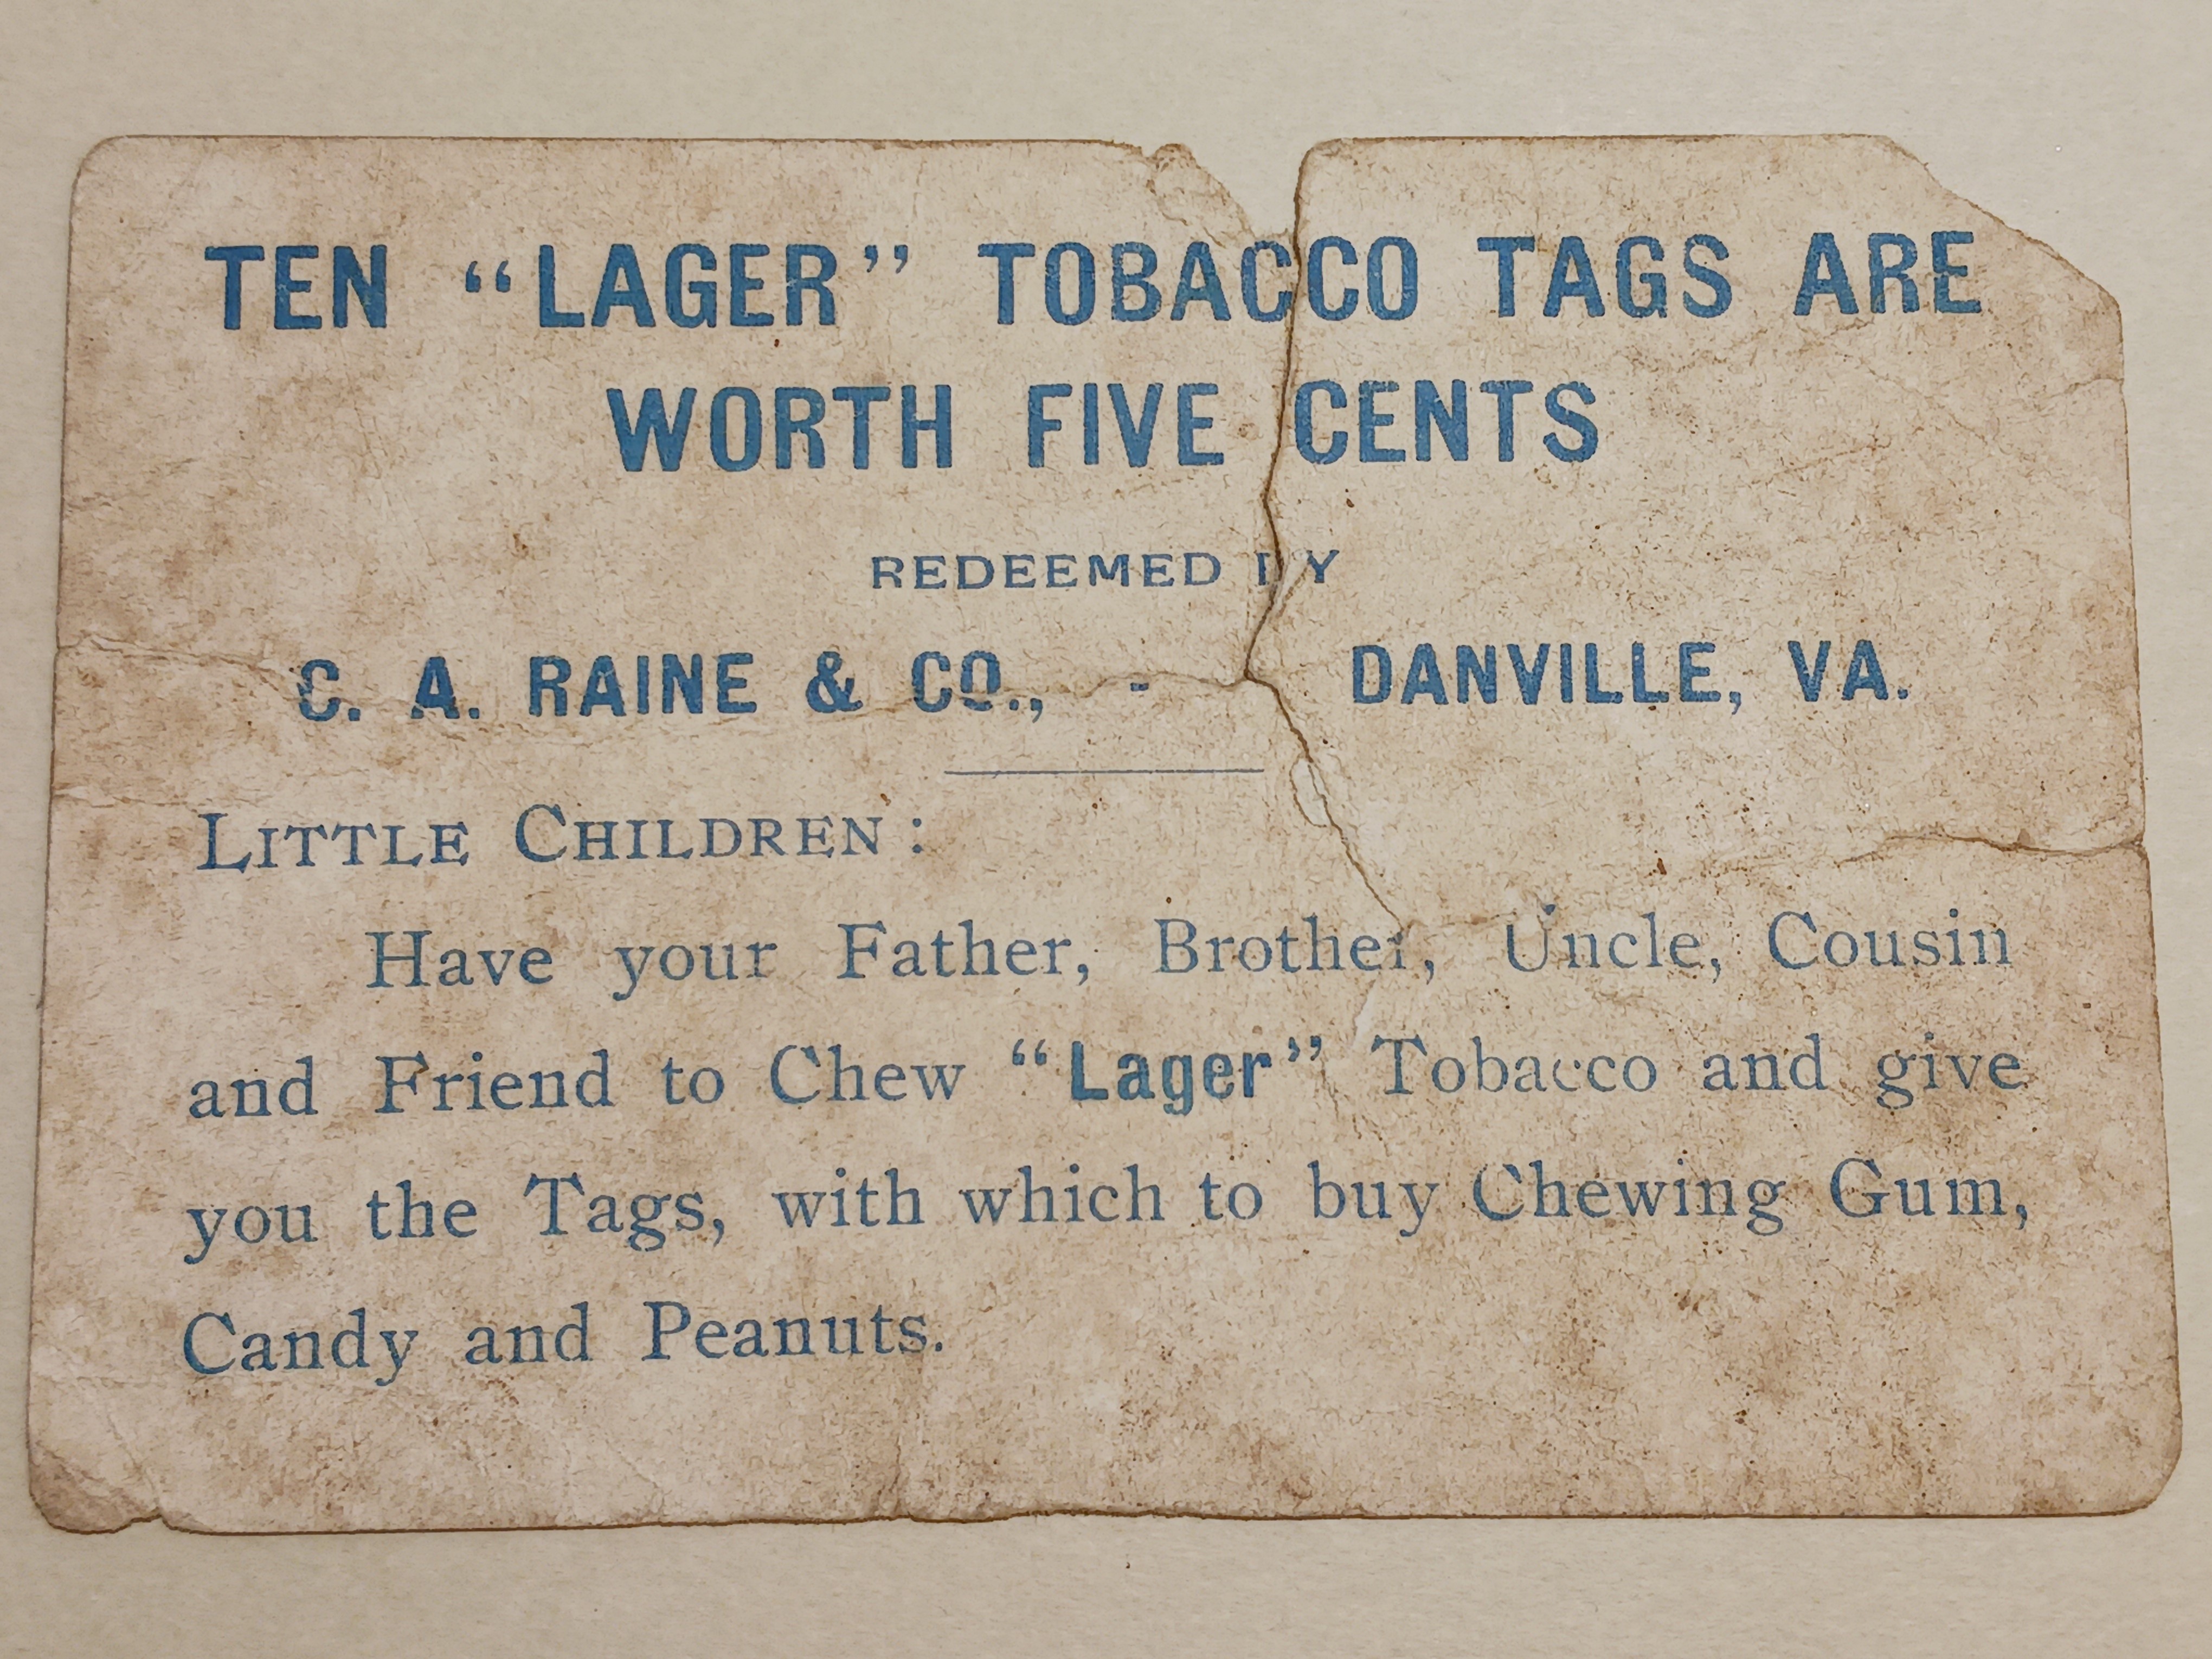 TEN “LAGER” TOBACCO TAGS ARE
WORTH FIVE CENTS
REDEEMED BY
C. A. RAINE & CO., - DANVILLE, VA.
LITTLE CHILDREN:
Have your Father, Brother, Uncle, Cousin
and Friend to Chew “Lager” Tobacco and give
you the Tags, with which to buy Chewing Gum,
Candy and Peanuts.